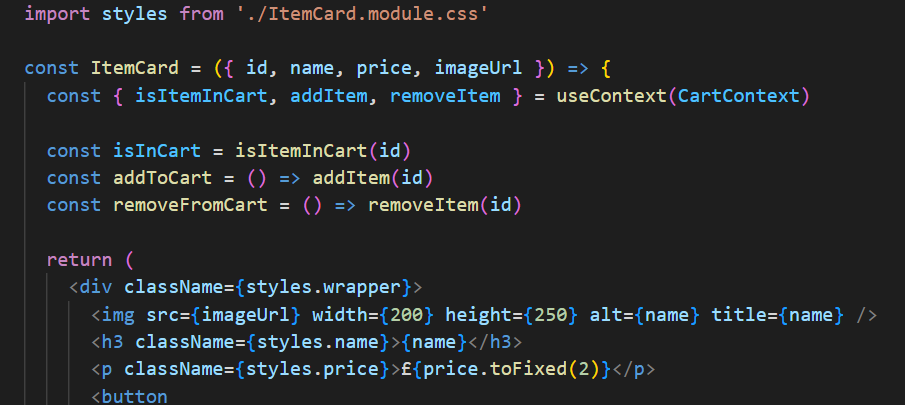 import styles from './ItemCard.module.css'
const ItemCard = ({ id, name, price, imageUrl }) => {
const { isItemInCart, addItem, removeItem } = useContext(CartContext)
const isInCart = isItemInCart(id)
const addToCart = () => addItem(id)
const removeFromCart = () => removeItem(id)
return (
<div className={styles.wrapper}>
<img src={imageUrl} width={200} height={250} alt={name} title={name} />
<h3 className={styles.name}>{name}</h3>
<p className={styles.price}>£{price.toFixed(2)}</p>
<button